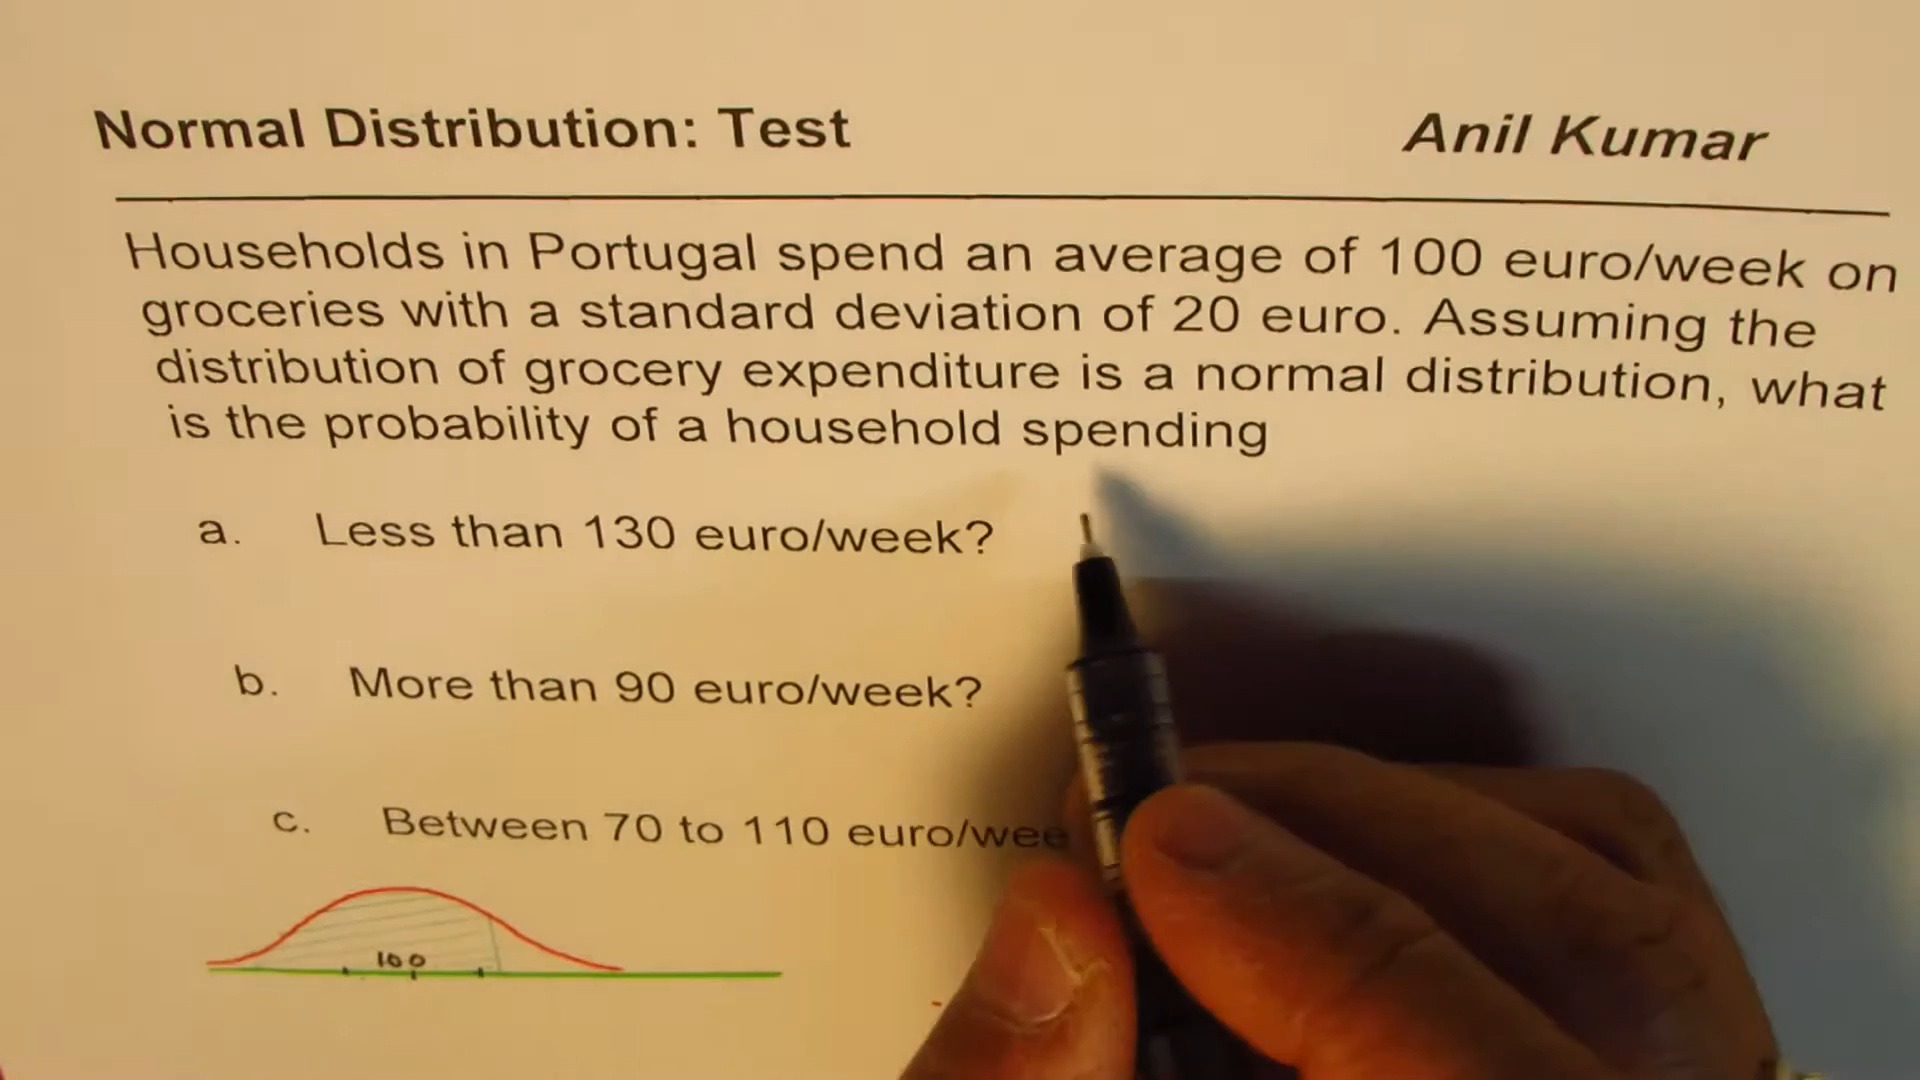 Normal Distribution: Test
Anil Kumar
Households in Portugal spend an average of 100 euro/week on
groceries with a standard deviation of 20 euro. Assuming the
distribution of grocery expenditure is a normal distribution, what
is the probability of a household spending
a. Less than 130 euro/week?
b. More than 90 euro/week?
c. Between 70 to 110 euro/wee
100